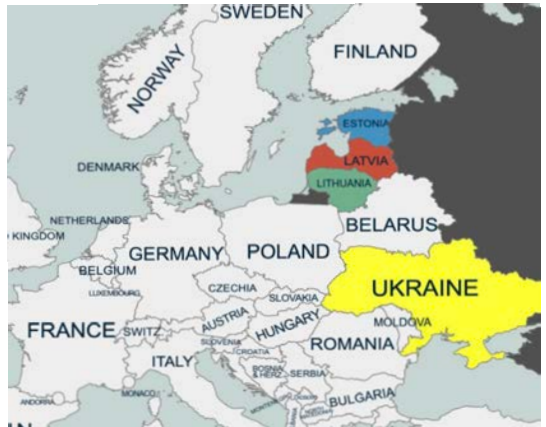 SWEDEN
FINLAND
NORWAY
ESTONIA
LATVIA
DENMARK
LITHUANIA
NETHERLANDS
BELARUS
KINGDOM
GERMANY
POLAND
BELGIUM
LUXEMBOURG
CZECHIA
UKRAINE
SLOVAKIA
FRANCE
SWITZ
AUSTRIA
HUNGARY
MOLDOVA
SLOVENIA
CROATIA
ROMANIA
ITALY
BOSNIA
& HERZ
SERBIA
MONACO
ANDORRA
BULGARIA